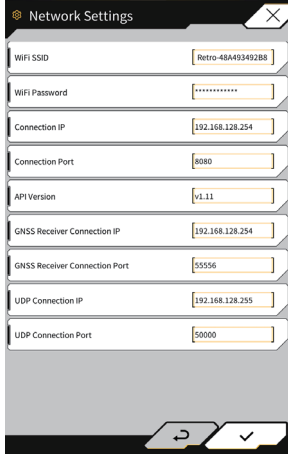 Network Settings
WiFi SSID
Retro-48A493492B8
WiFi Password
************
Connection IP
192.168.128.254
Connection Port
8080
API Version
v1.11
GNSS Receiver Connection IP
192.168.128.254
GNSS Receiver Connection Port
55556
UDP Connection IP
192.168.128.255
UDP Connection Port
50000